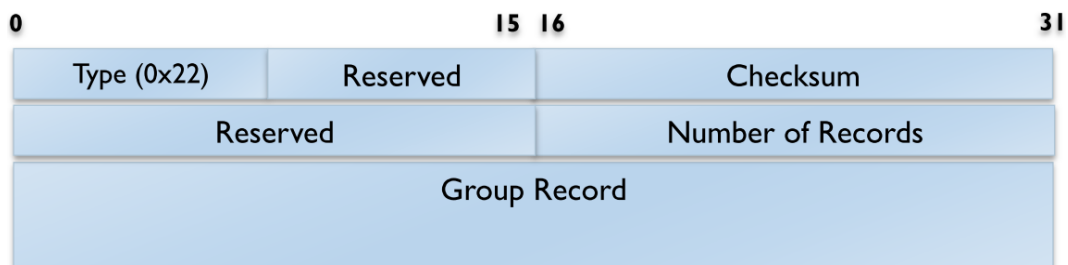 0 15 16 31
Type (0x22) Reserved Checksum
Reserved Number of Records
Group Record